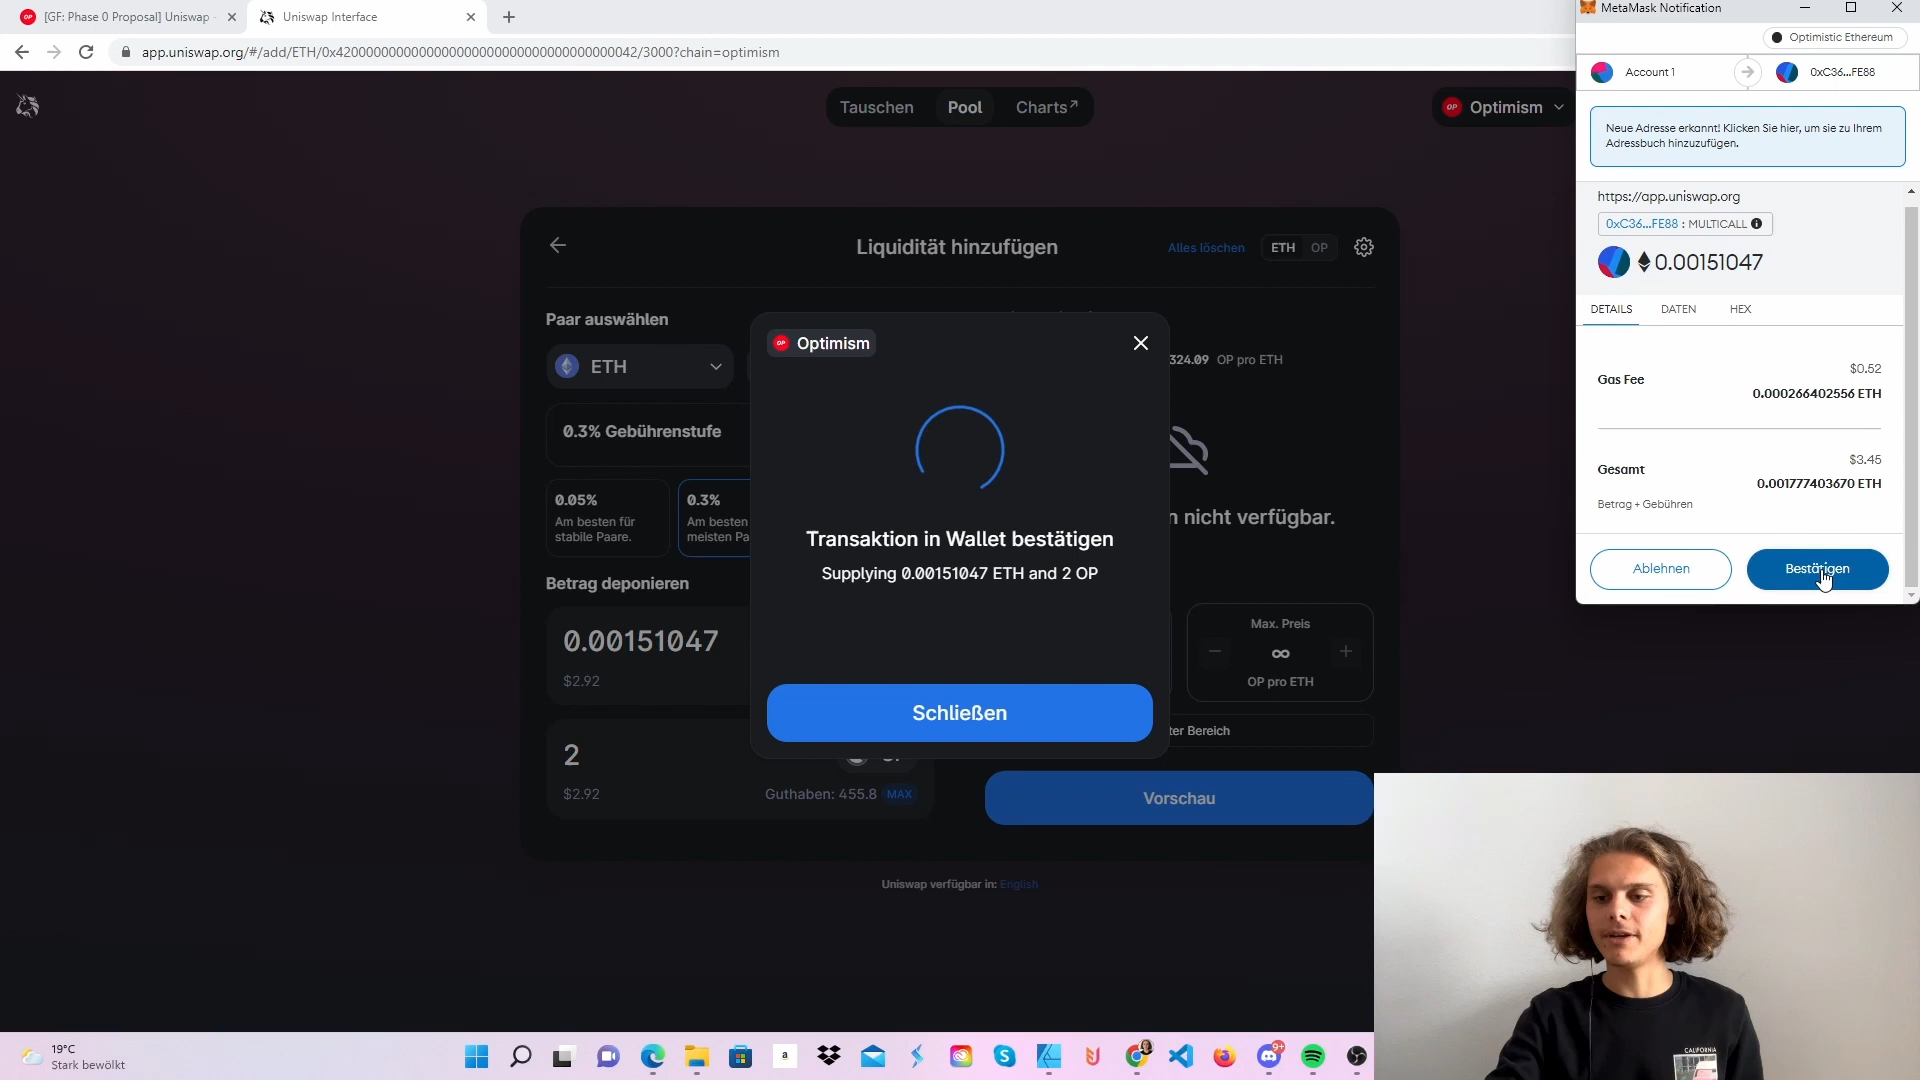 [GF: Phase 0 Proposal] Uniswap
Uniswap Interface
app.uniswap.org/#/add/ETH/0x4200000000000000000000000000000000000042/3000?chain=optimism
Tauschen
Pool
Charts↗
OP
Optimism
Liquidität hinzufügen
Alles löschen
ETH
OP
Paar auswählen
ETH
324.09 OP pro ETH
0.3% Gebührenstufe
0.05%
Am besten für
stabile Paare.
0.3%
Am besten
meisten Pa
n nicht verfügbar.
Betrag deponieren
0.00151047
$2.92
2
$2.92
Guthaben: 455.8 MAX
Max. Preis
∞
OP pro ETH
ter Bereich
Vorschau
Uniswap verfügbar in: English
OP
Optimism
Transaktion in Wallet bestätigen
Supplying 0.00151047 ETH and 2 OP
Schließen
MetaMask Notification
Optimistic Ethereum
Account 1
0xC36...FE88
Neue Adresse erkannt! Klicken Sie hier, um sie zu Ihrem
Adressbuch hinzuzufügen.
https://app.uniswap.org
0xC36...FE88 : MULTICALL
0.00151047
DETAILS
DATEN
HEX
Gas Fee
$0.52
0.000266402556 ETH
Gesamt
$3.45
0.001777403670 ETH
Betrag + Gebühren
Ablehnen
Bestätigen
CALIFORNIA
19°C
Stark bewölkt
a
9+